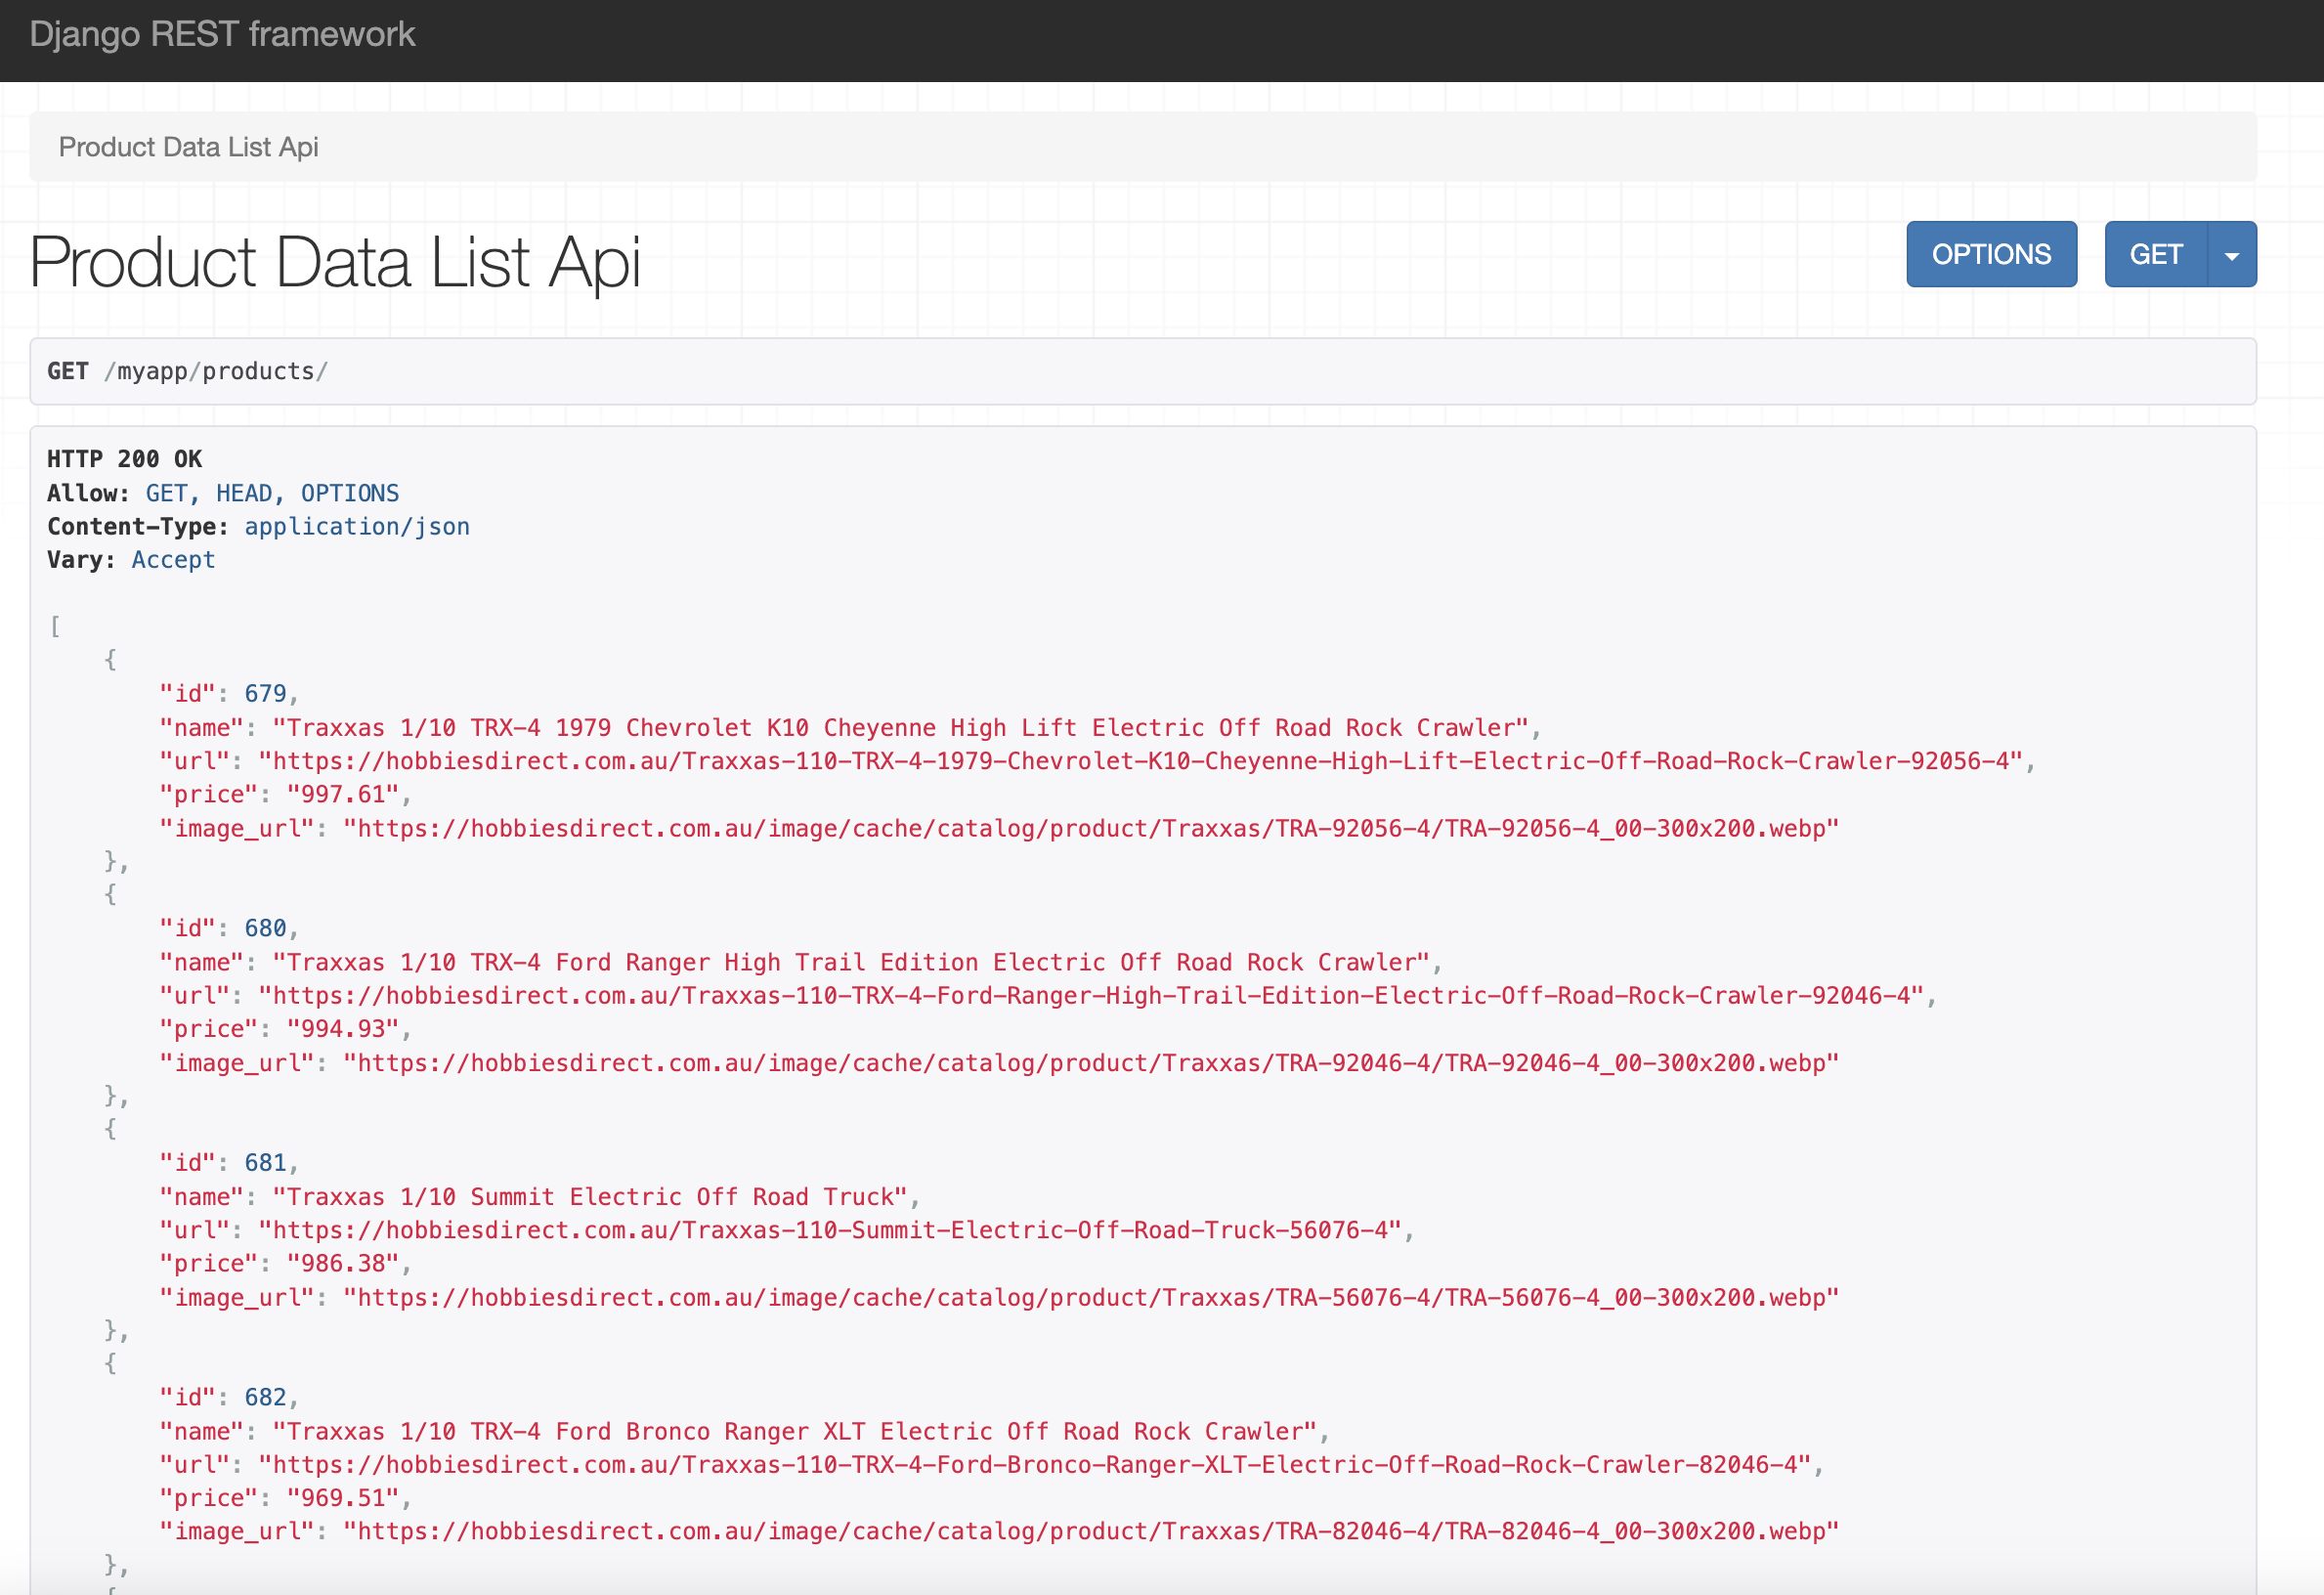 Django REST framework
Product Data List Api
Product Data List Api
OPTIONS
GET
GET /myapp/products/
HTTP 200 OK
Allow: GET, HEAD, OPTIONS
Content-Type: application/json
Vary: Accept
[
{
"id": 679,
"name": "Traxxas 1/10 TRX-4 1979 Chevrolet K10 Cheyenne High Lift Electric Off Road Rock Crawler",
"url": "https://hobbiesdirect.com.au/Traxxas-110-TRX-4-1979-Chevrolet-K10-Cheyenne-High-Lift-Electric-Off-Road-Rock-Crawler-92056-4",
"price": "997.61",
"image_url": "https://hobbiesdirect.com.au/image/cache/catalog/product/Traxxas/TRA-92056-4/TRA-92056-4_00-300x200.webp"
},
{
"id": 680,
"name": "Traxxas 1/10 TRX-4 Ford Ranger High Trail Edition Electric Off Road Rock Crawler",
"url": "https://hobbiesdirect.com.au/Traxxas-110-TRX-4-Ford-Ranger-High-Trail-Edition-Electric-Off-Road-Rock-Crawler-92046-4",
"price": "994.93",
"image_url": "https://hobbiesdirect.com.au/image/cache/catalog/product/Traxxas/TRA-92046-4/TRA-92046-4_00-300x200.webp"
},
{
"id": 681,
"name": "Traxxas 1/10 Summit Electric Off Road Truck",
"url": "https://hobbiesdirect.com.au/Traxxas-110-Summit-Electric-Off-Road-Truck-56076-4",
"price": "986.38",
"image_url": "https://hobbiesdirect.com.au/image/cache/catalog/product/Traxxas/TRA-56076-4/TRA-56076-4_00-300x200.webp"
},
{
"id": 682,
"name": "Traxxas 1/10 TRX-4 Ford Bronco Ranger XLT Electric Off Road Rock Crawler",
"url": "https://hobbiesdirect.com.au/Traxxas-110-TRX-4-Ford-Bronco-Ranger-XLT-Electric-Off-Road-Rock-Crawler-82046-4",
"price": "969.51",
"image_url": "https://hobbiesdirect.com.au/image/cache/catalog/product/Traxxas/TRA-82046-4/TRA-82046-4_00-300x200.webp"
},
{